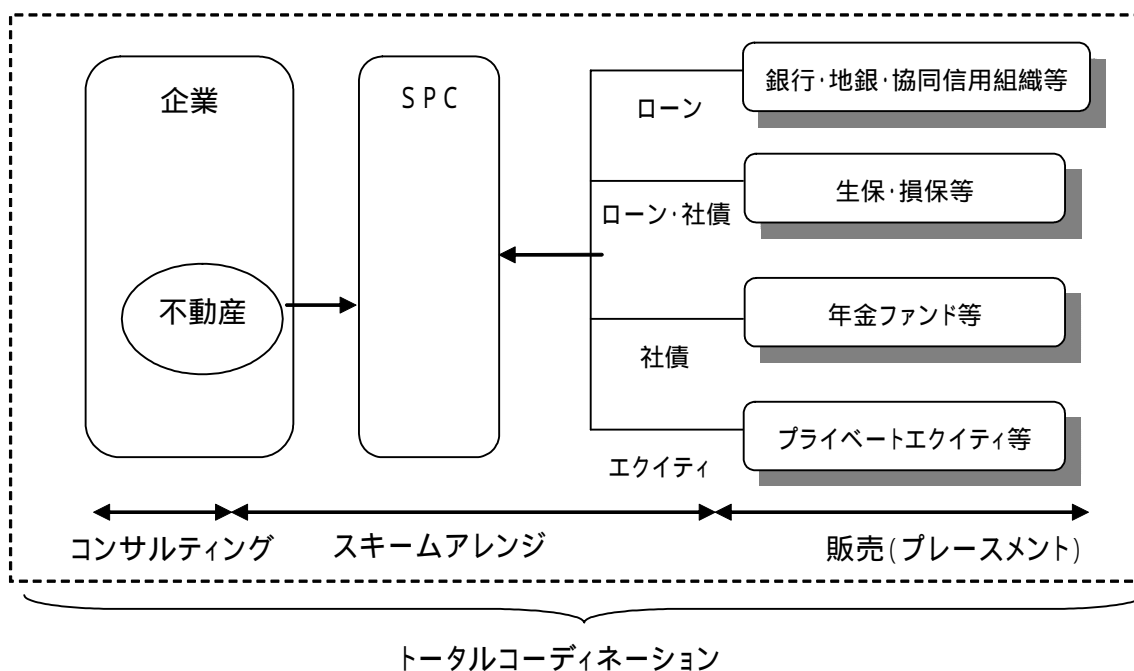 企業
SPC
不動産
ローン
ローン・社債
社債
エクイティ
銀行・地銀・協同信用組織等
生保・損保等
年金ファンド等
プライベートエクイティ等
コンサルティング
スキームアレンジ
販売(プレースメント)
トータルコーディネーション